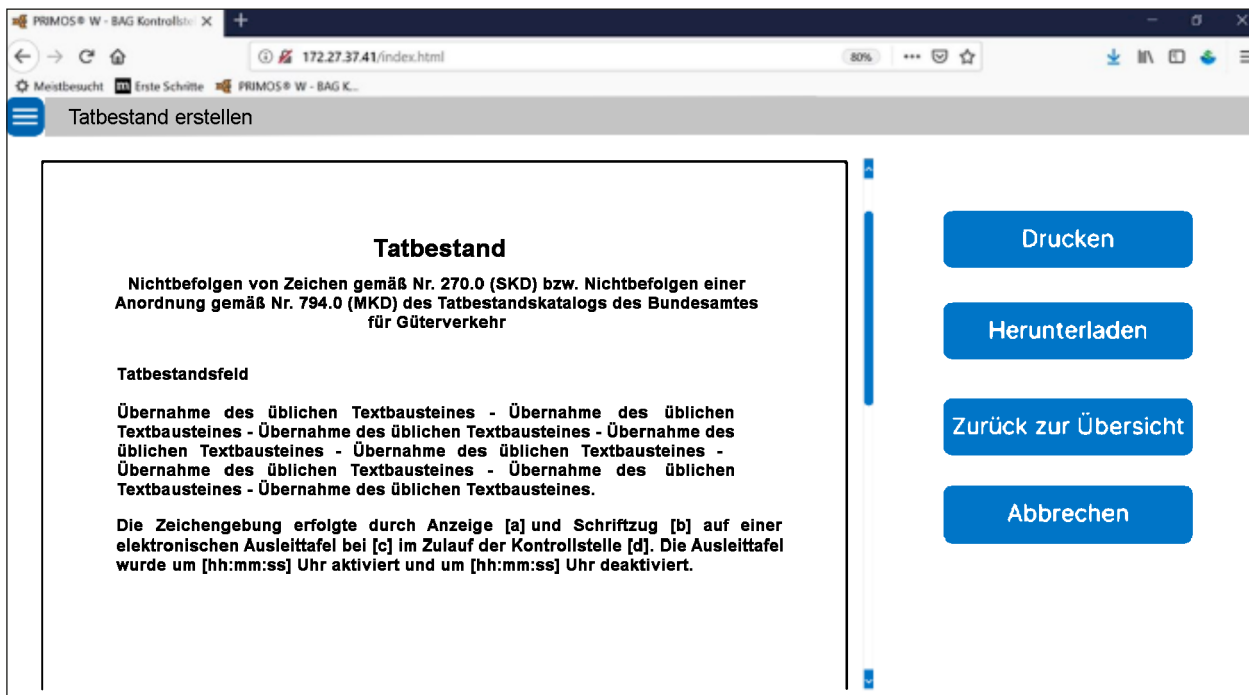 PRIMOS® W - BAG Kontrollste
172.27.37.41/index.html
80%
Meistbesucht Erste Schritte PRIMOS® W - BAG K...
Tatbestand erstellen
Tatbestand
Nichtbefolgen von Zeichen gemäß Nr. 270.0 (SKD) bzw. Nichtbefolgen einer
Anordnung gemäß Nr. 794.0 (MKD) des Tatbestandskatalogs des Bundesamtes
für Güterverkehr
Tatbestandsfeld
Übernahme des üblichen Textbausteines - Übernahme des üblichen
Textbausteines - Übernahme des üblichen Textbausteines - Übernahme des
üblichen Textbausteines - Übernahme des üblichen Textbausteines -
Übernahme des üblichen Textbausteines - Übernahme des üblichen
Textbausteines - Übernahme des üblichen Textbausteines.
Die Zeichengebung erfolgte durch Anzeige [a] und Schriftzug [b] auf einer
elektronischen Ausleittafel bei [c] im Zulauf der Kontrollstelle [d]. Die Ausleittafel
wurde um [hh:mm:ss] Uhr aktiviert und um [hh:mm:ss] Uhr deaktiviert.
Drucken
Herunterladen
Zurück zur Übersicht
Abbrechen